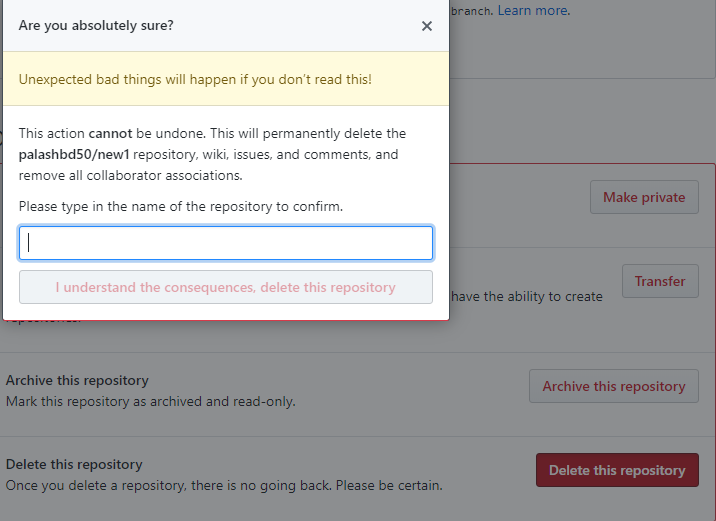 Are you absolutely sure?
branch. Learn more.
Unexpected bad things will happen if you don’t read this!
This action cannot be undone. This will permanently delete the
palashbd50/new1 repository, wiki, issues, and comments, and
remove all collaborator associations.
Please type in the name of the repository to confirm.
Make private
I understand the consequences, delete this repository
Transfer
have the ability to create
Archive this repository
Mark this repository as archived and read-only.
Archive this repository
Delete this repository
Once you delete a repository, there is no going back. Please be certain.
Delete this repository